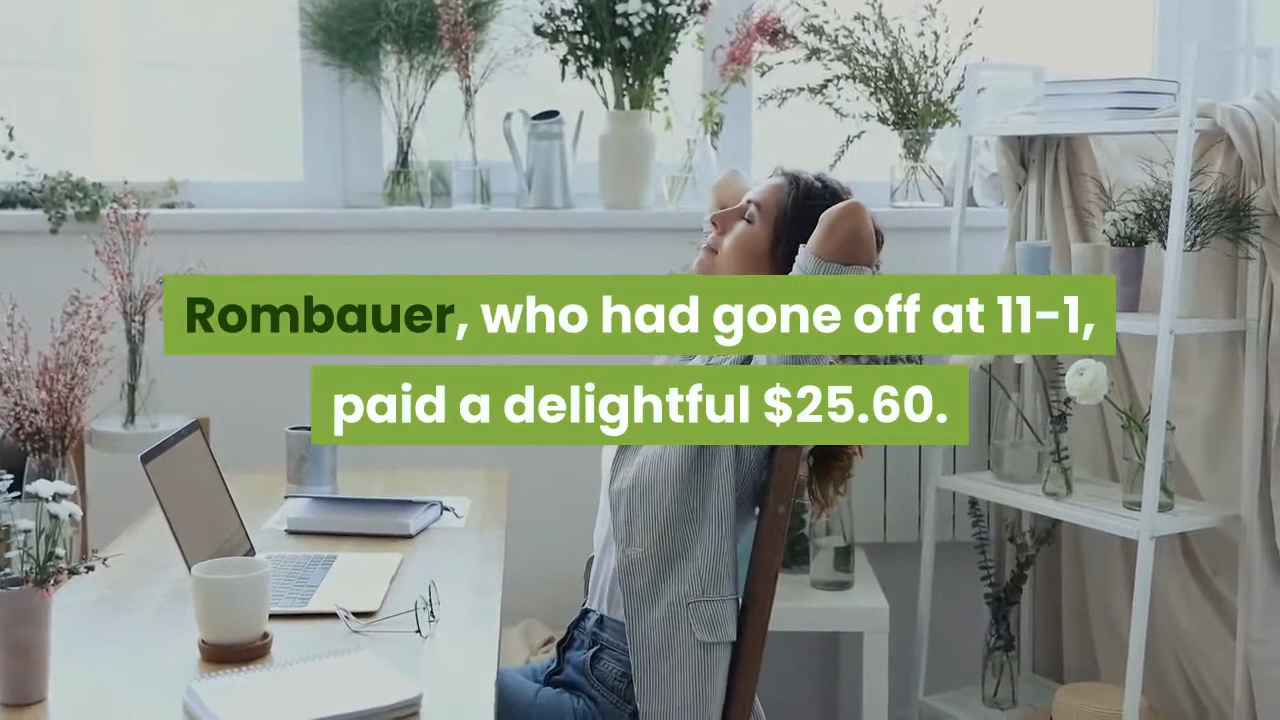 Rombauer, who had gone off at 11-1,
paid a delightful $25.60.